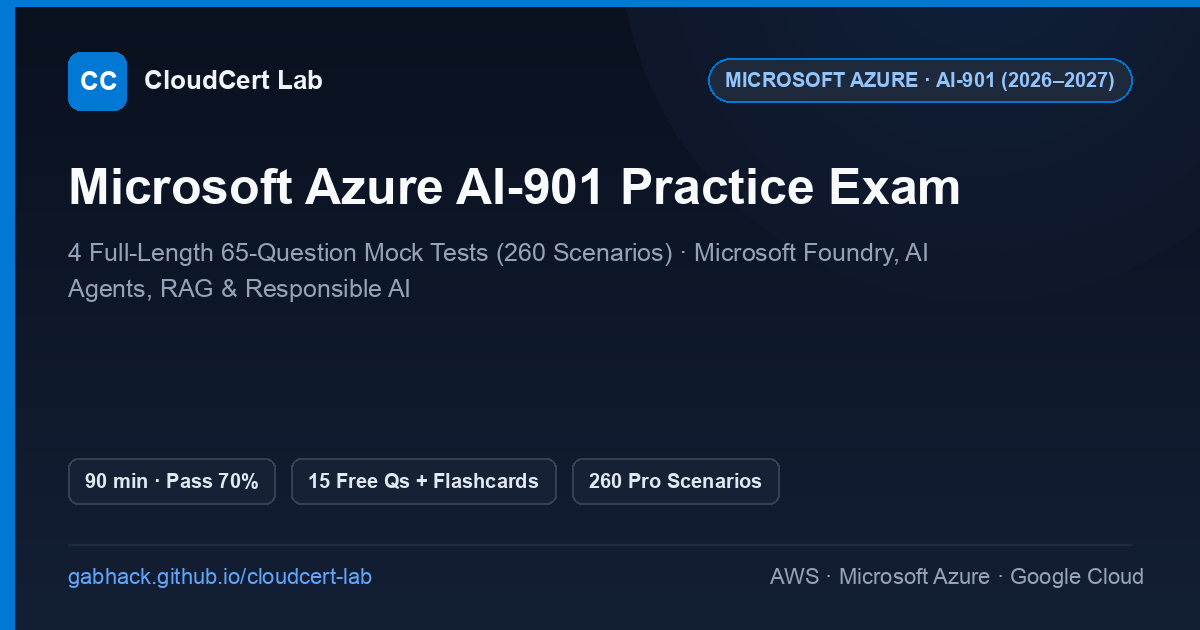 CC
CloudCert Lab
MICROSOFT AZURE · AI-901 (2026–2027)
Microsoft Azure AI-901 Practice Exam
4 Full-Length 65-Question Mock Tests (260 Scenarios) · Microsoft Foundry, AI
Agents, RAG & Responsible AI
90 min · Pass 70%
15 Free Qs + Flashcards
260 Pro Scenarios
gabhack.github.io/cloudcert-lab
AWS · Microsoft Azure · Google Cloud